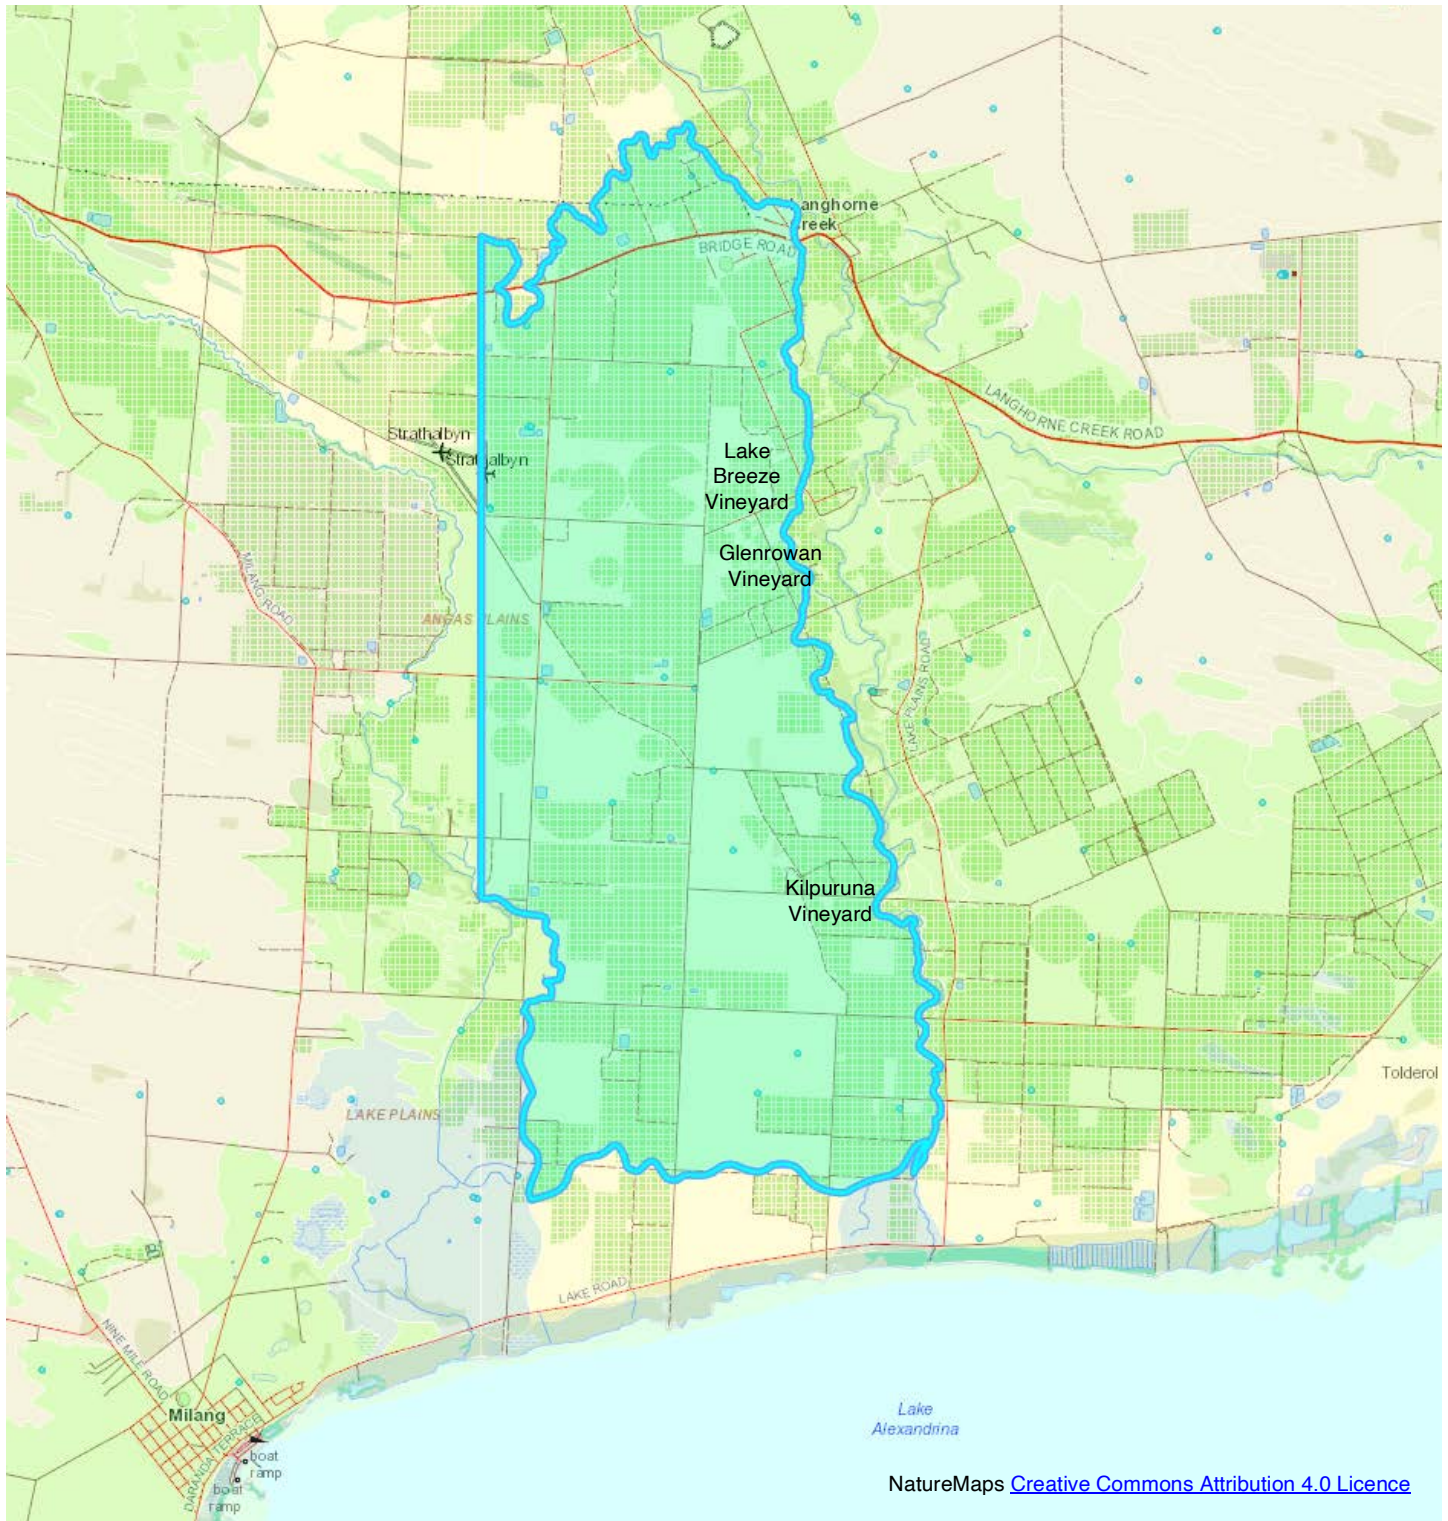 Langhorne
Creek
BRIDGE ROAD
LANGHORNE CREEK ROAD
Strathalbyn
Strathalbyn
Lake
Breeze
Vineyard
Glenrowan
Vineyard
MILANG ROAD
ANGAS PLAINS
LAKE PLAINS ROAD
Kilpuruna
Vineyard
Tolderol
LAKE PLAINS
LAKE ROAD
NINE MILE ROAD
Milang
DARANDA TERRACE
boat
ramp
boat
ramp
Lake
Alexandrina
NatureMaps Creative Commons Attribution 4.0 Licence